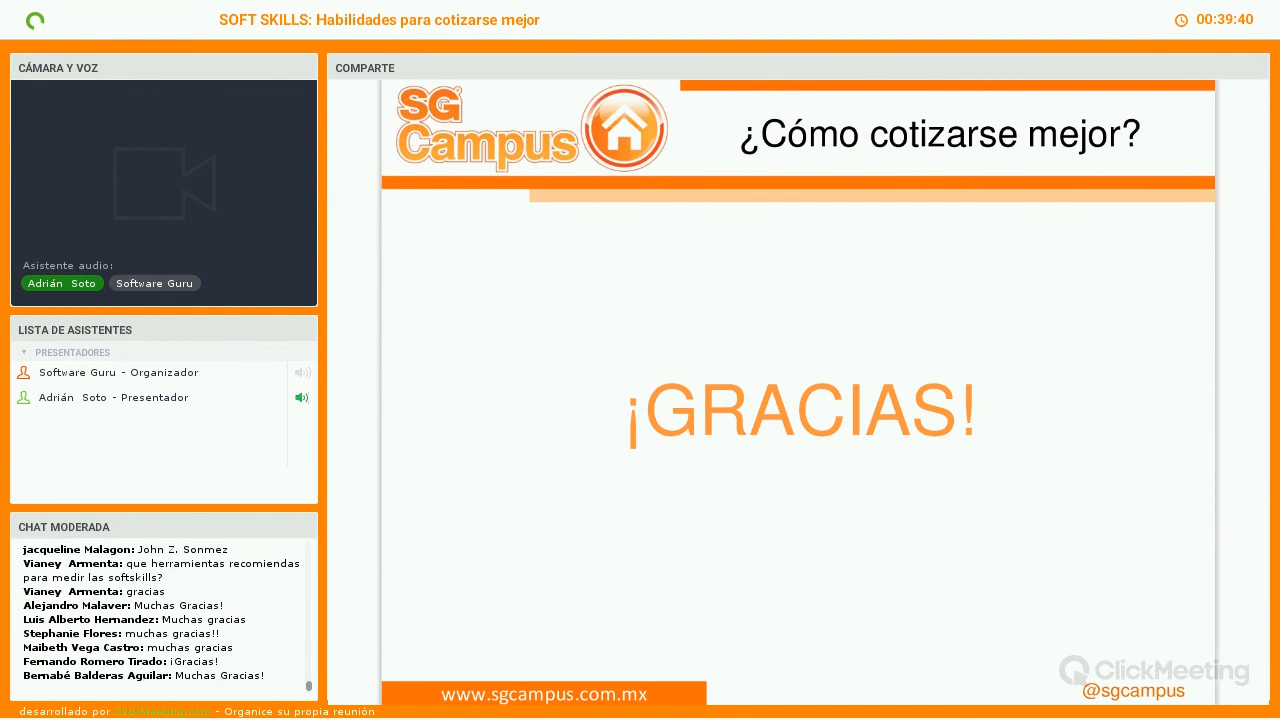 SOFT SKILLS: Habilidades para cotizarse mejor
00:39:40
CÁMARA Y VOZ
Asistente audio:
Adrián Soto
Software Guru
LISTA DE ASISTENTES
PRESENTADORES
Software Guru - Organizador
Adrián Soto - Presentador
CHAT MODERADA
jacqueline Malagon: John Z. Sonmez
Vianey Armenta: que herramientas recomiendas
para medir las softskills?
Vianey Armenta: gracias
Alejandro Malaver: Muchas Gracias!
Luis Alberto Hernandez: Muchas gracias
Stephanie Flores: muchas gracias!!
Maibeth Vega Castro: muchas gracias
Fernando Romero Tirado: ¡Gracias!
Bernabé Balderas Aguilar: Muchas Gracias!
desarrollado por ClickMeeting.com - Organice su propia reunión
COMPARTE
SG
Campus
¿Cómo cotizarse mejor?
¡GRACIAS!
www.sgcampus.com.mx
ClickMeeting
@sgcampus